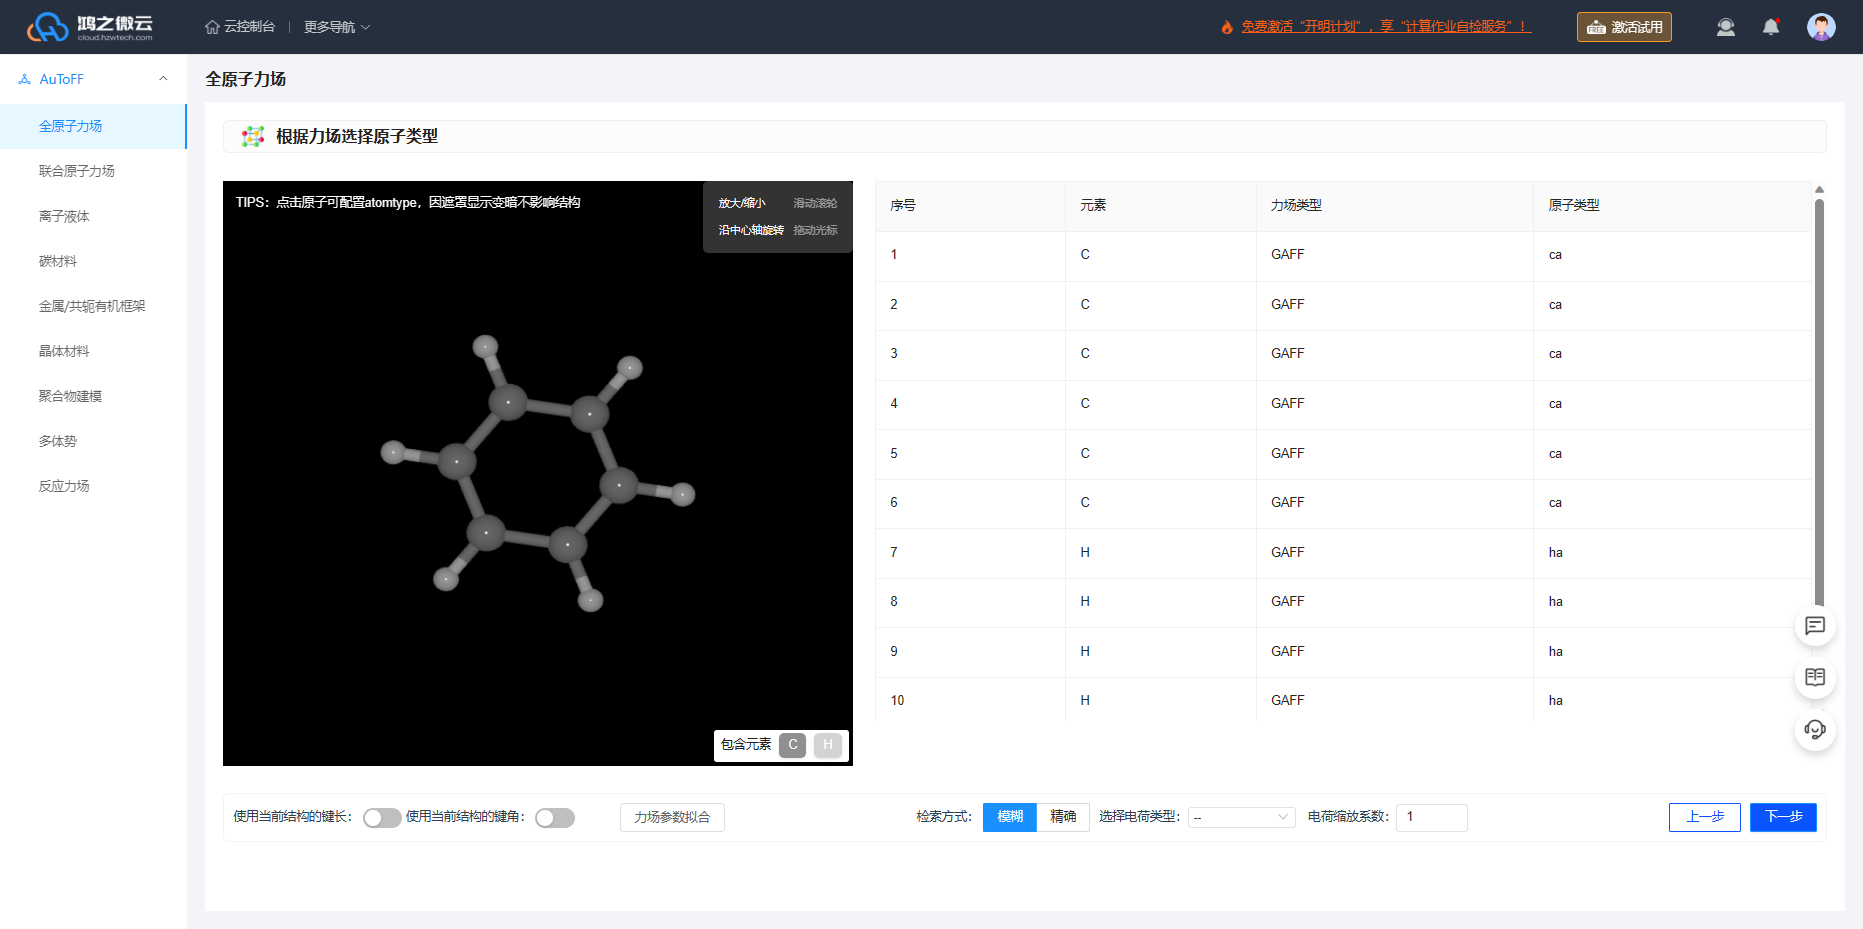 鸿之微云
cloud.hzwtech.com
云控制台
更多导航
免费激活“开明计划”，享“计算作业自检服务”！
FREE 激活试用
AuToFF
全原子力场
联合原子力场
离子液体
碳材料
金属/共轭有机框架
晶体材料
聚合物建模
多体势
反应力场
全原子力场
根据力场选择原子类型
TIPS：点击原子可配置atomtype，因遮罩显示变暗不影响结构
放大/缩小 滑动滚轮
沿中心轴旋转 拖动光标
包含元素 C H
序号 元素 力场类型 原子类型
1 C GAFF ca
2 C GAFF ca
3 C GAFF ca
4 C GAFF ca
5 C GAFF ca
6 C GAFF ca
7 H GAFF ha
8 H GAFF ha
9 H GAFF ha
10 H GAFF ha
使用当前结构的键长： 使用当前结构的键角： 力场参数拟合 检索方式： 模糊 精确 选择电荷类型： -- 电荷缩放系数： 1 上一步 下一步